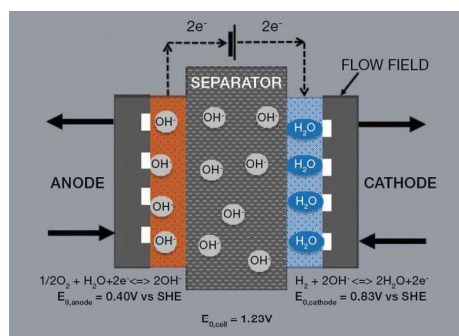 2e⁻ 2e⁻
SEPARATOR
FLOW FIELD
OH⁻ OH⁻ OH⁻ OH⁻ H₂O
OH⁻ OH⁻ OH⁻ H₂O
OH⁻ OH⁻ H₂O
OH⁻ OH⁻ OH⁻ H₂O
ANODE
CATHODE
1/2O₂ + H₂O+2e⁻<=> 2OH⁻
E₀,anode = 0.40V vs SHE
H₂ + 2OH⁻<=> 2H₂O+2e⁻
E₀,cathode = 0.83V vs SHE
E₀,cell = 1.23V